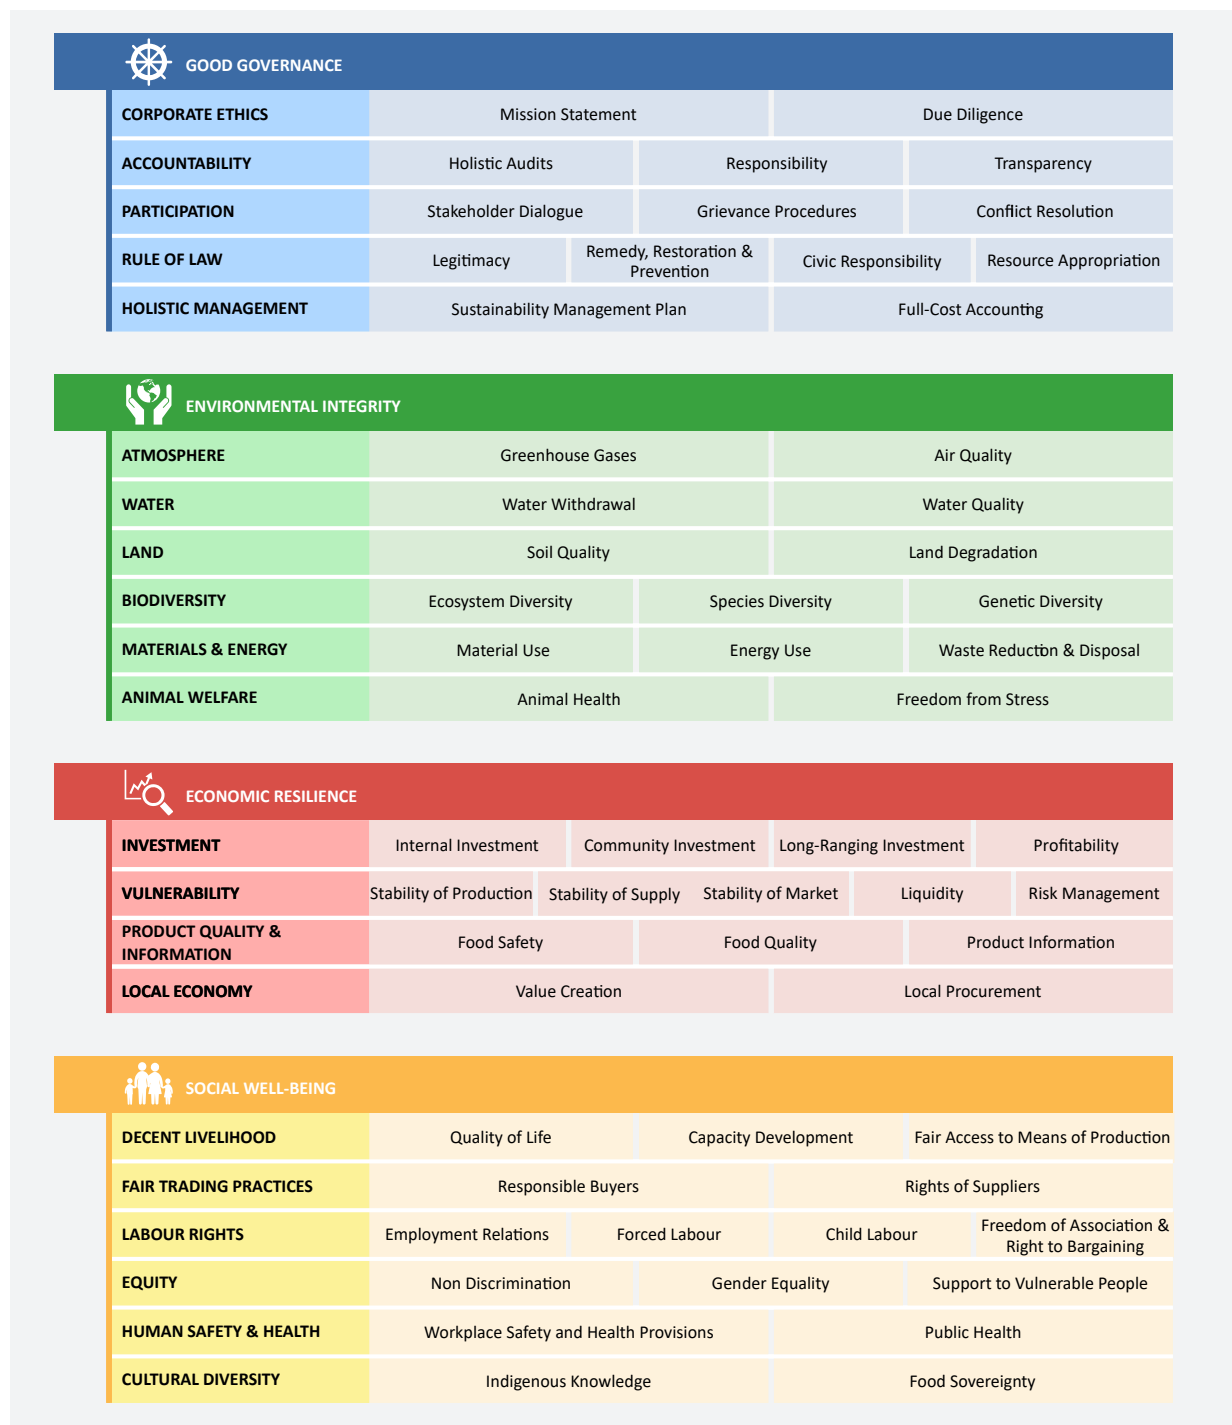 GOOD GOVERNANCE
CORPORATE ETHICS Mission Statement Due Diligence
ACCOUNTABILITY Holistic Audits Responsibility Transparency
PARTICIPATION Stakeholder Dialogue Grievance Procedures Conflict Resolution
RULE OF LAW Legitimacy Remedy, Restoration & Prevention Civic Responsibility Resource Appropriation
HOLISTIC MANAGEMENT Sustainability Management Plan Full-Cost Accounting
ENVIRONMENTAL INTEGRITY
ATMOSPHERE Greenhouse Gases Air Quality
WATER Water Withdrawal Water Quality
LAND Soil Quality Land Degradation
BIODIVERSITY Ecosystem Diversity Species Diversity Genetic Diversity
MATERIALS & ENERGY Material Use Energy Use Waste Reduction & Disposal
ANIMAL WELFARE Animal Health Freedom from Stress
ECONOMIC RESILIENCE
INVESTMENT Internal Investment Community Investment Long-Ranging Investment Profitability
VULNERABILITY Stability of Production Stability of Supply Stability of Market Liquidity Risk Management
PRODUCT QUALITY & INFORMATION Food Safety Food Quality Product Information
LOCAL ECONOMY Value Creation Local Procurement
SOCIAL WELL-BEING
DECENT LIVELIHOOD Quality of Life Capacity Development Fair Access to Means of Production
FAIR TRADING PRACTICES Responsible Buyers Rights of Suppliers
LABOUR RIGHTS Employment Relations Forced Labour Child Labour Freedom of Association & Right to Bargaining
EQUITY Non Discrimination Gender Equality Support to Vulnerable People
HUMAN SAFETY & HEALTH Workplace Safety and Health Provisions Public Health
CULTURAL DIVERSITY Indigenous Knowledge Food Sovereignty